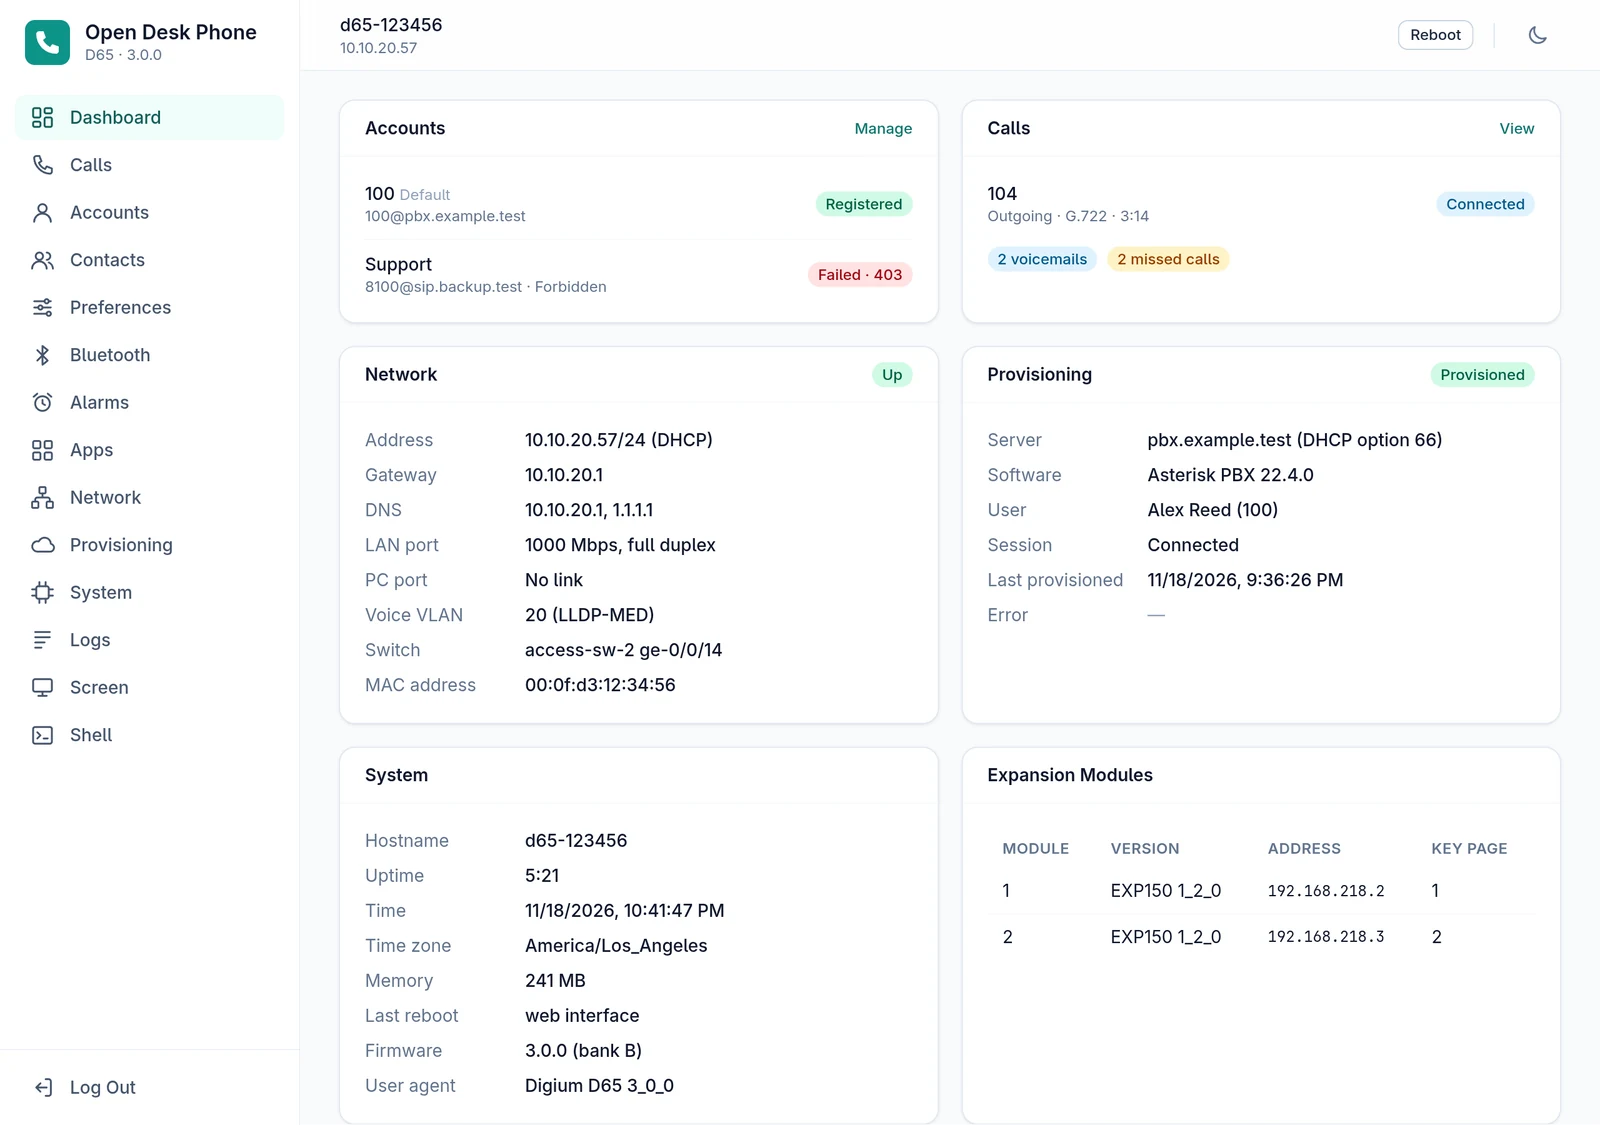 Open Desk Phone
D65 · 3.0.0
Dashboard
Calls
Accounts
Contacts
Preferences
Bluetooth
Alarms
Apps
Network
Provisioning
System
Logs
Screen
Shell
Log Out
d65-123456
10.10.20.57
Reboot
Accounts
Manage
100 Default
100@pbx.example.test
Registered
Support
8100@sip.backup.test · Forbidden
Failed · 403
Calls
View
104
Outgoing · G.722 · 3:14
Connected
2 voicemails
2 missed calls
Network
Up
Address 10.10.20.57/24 (DHCP)
Gateway 10.10.20.1
DNS 10.10.20.1, 1.1.1.1
LAN port 1000 Mbps, full duplex
PC port No link
Voice VLAN 20 (LLDP-MED)
Switch access-sw-2 ge-0/0/14
MAC address 00:0f:d3:12:34:56
Provisioning
Provisioned
Server pbx.example.test (DHCP option 66)
Software Asterisk PBX 22.4.0
User Alex Reed (100)
Session Connected
Last provisioned 11/18/2026, 9:36:26 PM
Error —
System
Hostname d65-123456
Uptime 5:21
Time 11/18/2026, 10:41:47 PM
Time zone America/Los_Angeles
Memory 241 MB
Last reboot web interface
Firmware 3.0.0 (bank B)
User agent Digium D65 3_0_0
Expansion Modules
MODULE VERSION ADDRESS KEY PAGE
1 EXP150 1_2_0 192.168.218.2 1
2 EXP150 1_2_0 192.168.218.3 2